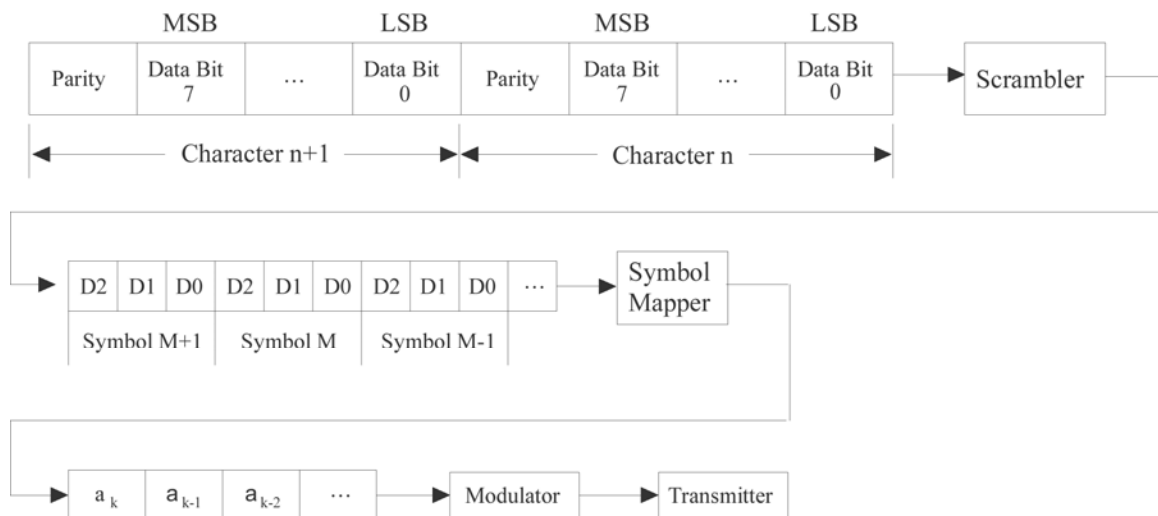 MSB LSB MSB LSB
Parity Data Bit 7 ... Data Bit 0 Parity Data Bit 7 ... Data Bit 0 Scrambler
Character n+1 Character n
D2 D1 D0 D2 D1 D0 D2 D1 D0 ... Symbol Mapper
Symbol M+1 Symbol M Symbol M-1
a k a k-1 a k-2 ... Modulator Transmitter